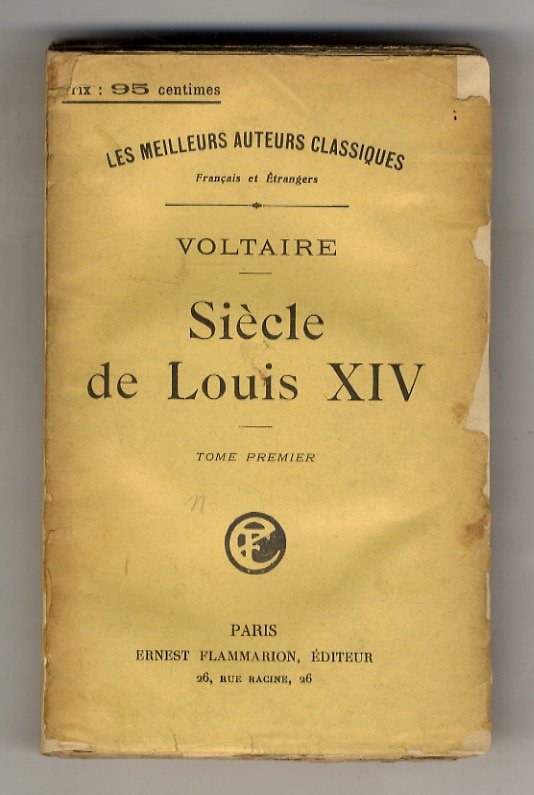 Prix : 95 centimes
LES MEILLEURS AUTEURS CLASSIQUES
Français et Étrangers
VOLTAIRE
Siècle
de Louis XIV
TOME PREMIER
PARIS
ERNEST FLAMMARION, ÉDITEUR
26, RUE RACINE, 26